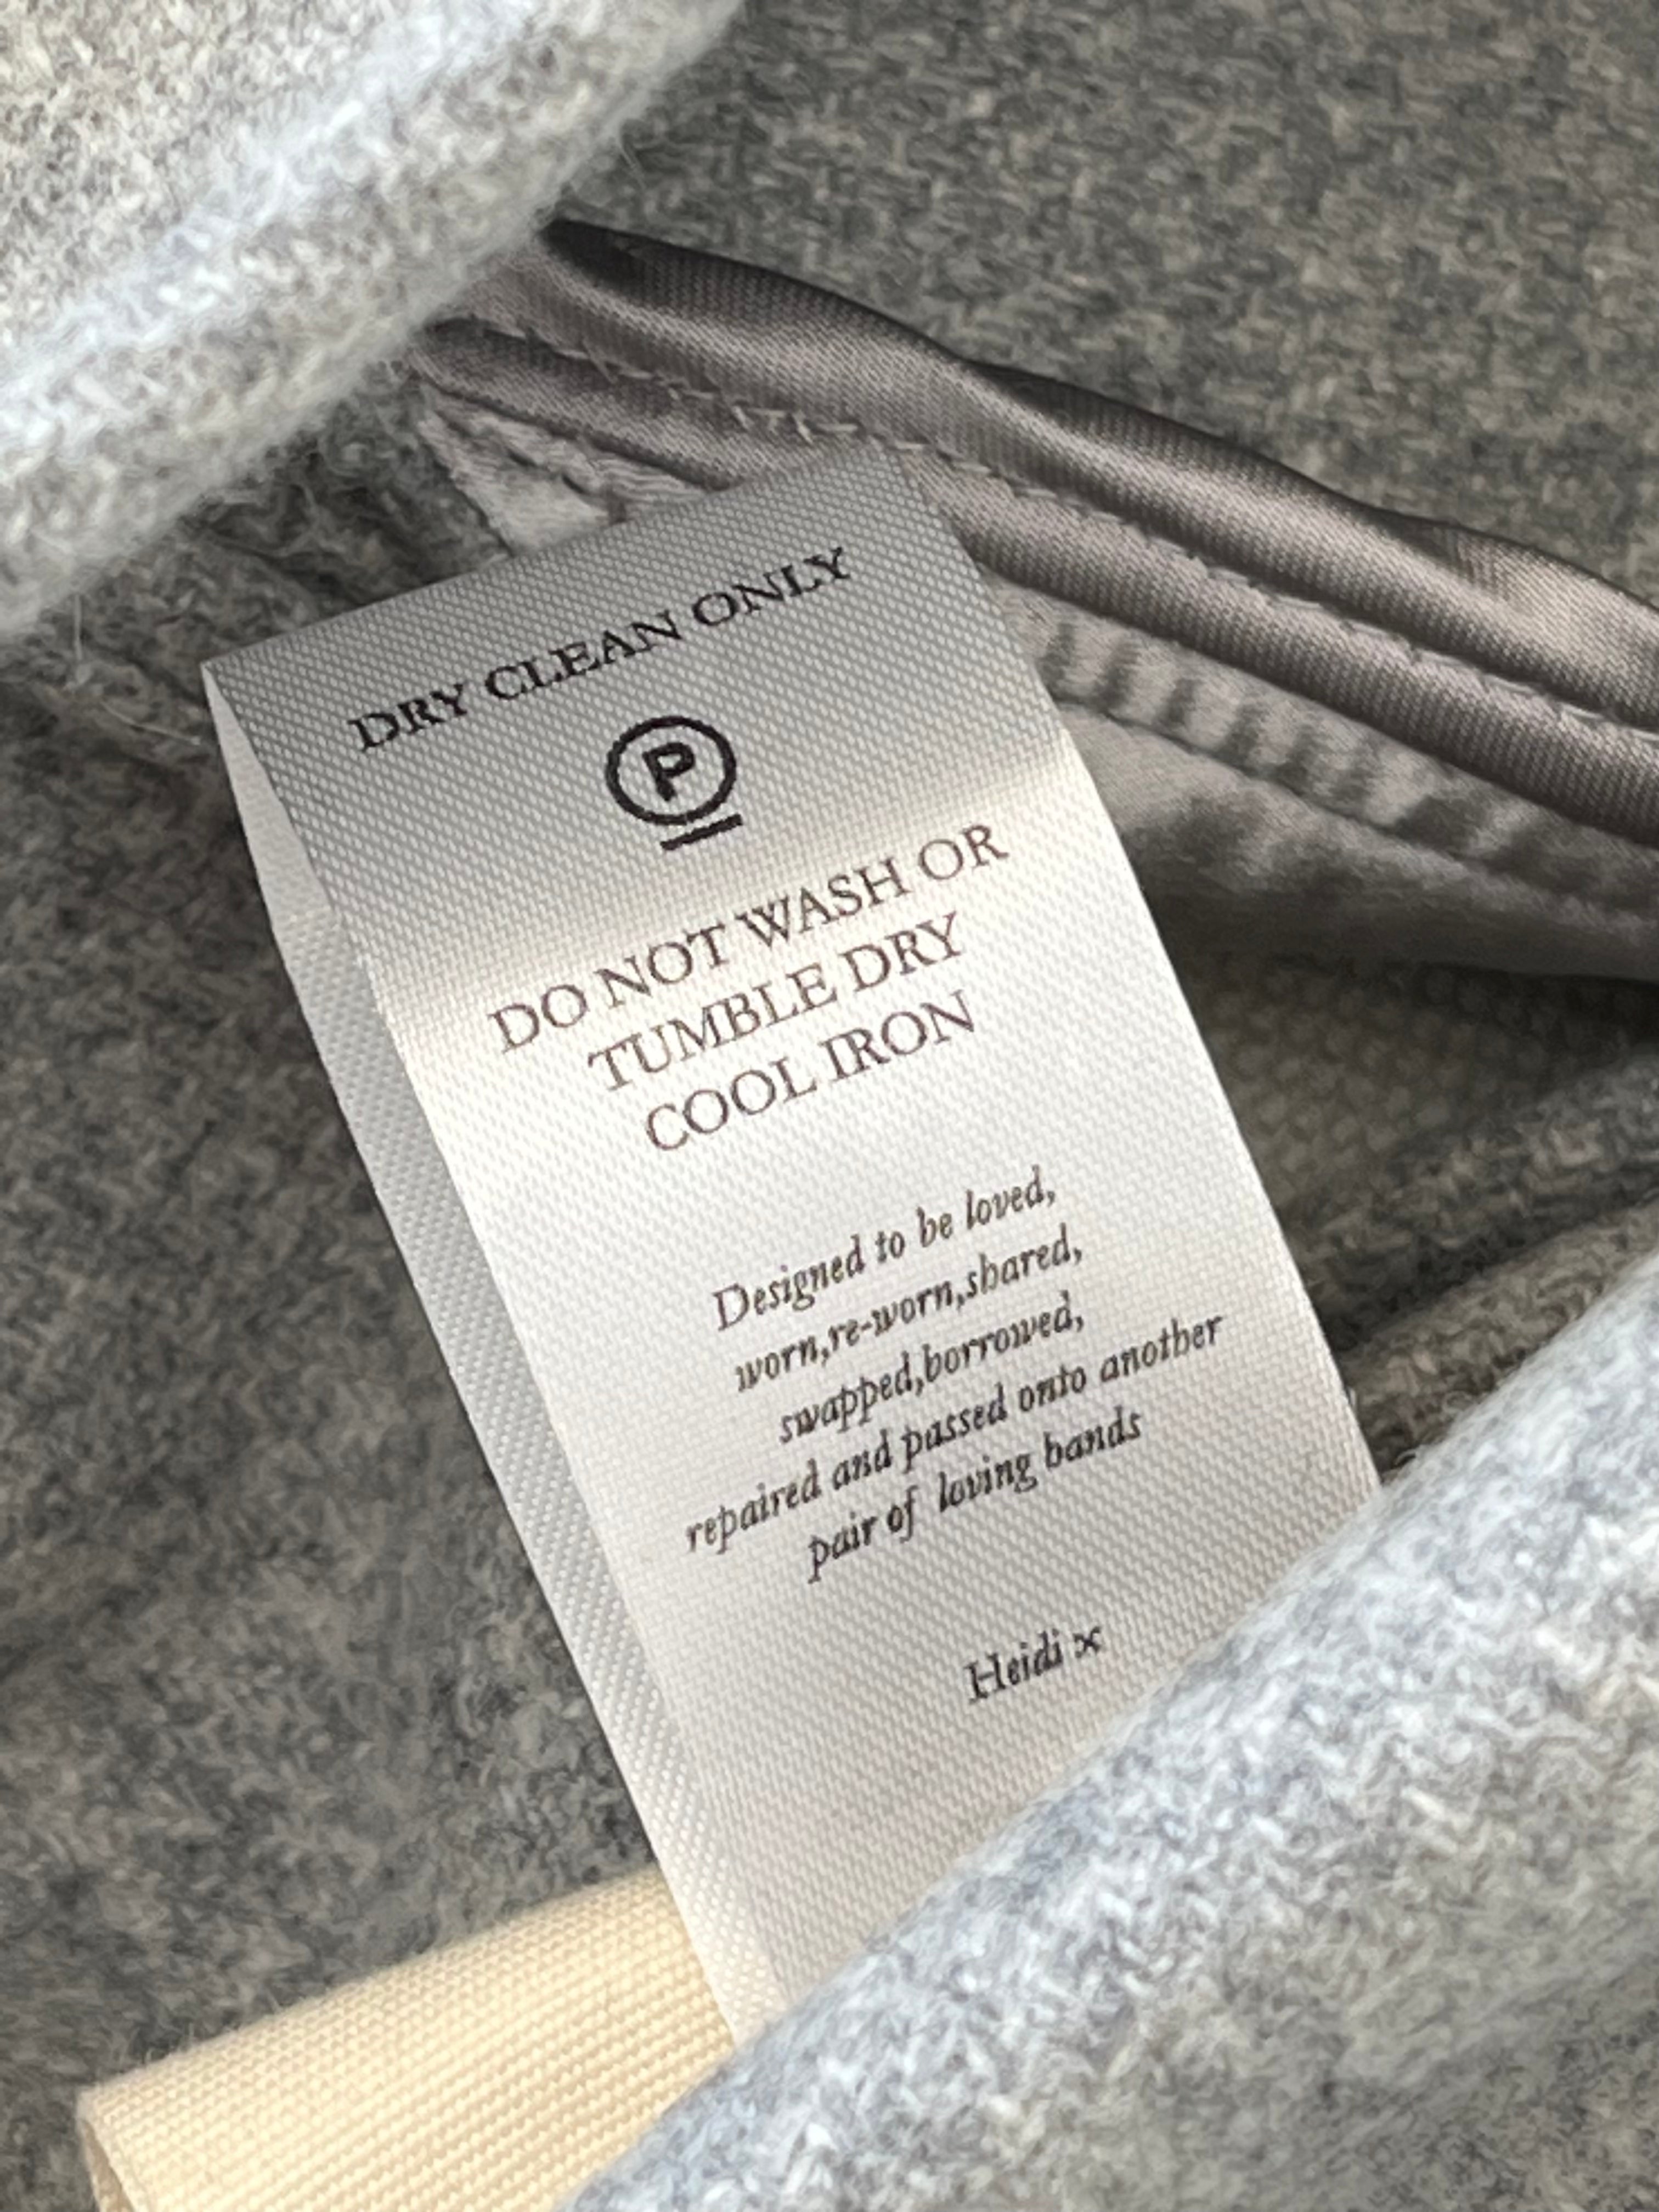 DRY CLEAN ONLY
P
DO NOT WASH OR
TUMBLE DRY
COOL IRON
Designed to be loved,
worn,re-worn,shared,
swapped,borrowed,
repaired and passed onto another
pair of loving hands
Heidi x